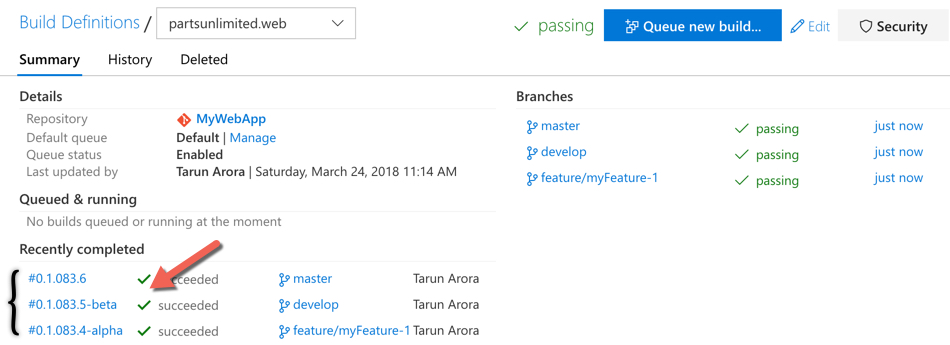 Build Definitions / partsunlimited.web
passing
Queue new build...
Edit
Security
Summary History Deleted
Details
Repository MyWebApp
Default queue Default | Manage
Queue status Enabled
Last updated by Tarun Arora | Saturday, March 24, 2018 11:14 AM
Queued & running
No builds queued or running at the moment
Recently completed
#0.1.083.6 succeeded master Tarun Arora
#0.1.083.5-beta succeeded develop Tarun Arora
#0.1.083.4-alpha succeeded feature/myFeature-1 Tarun Arora
Branches
master passing just now
develop passing just now
feature/myFeature-1 passing just now